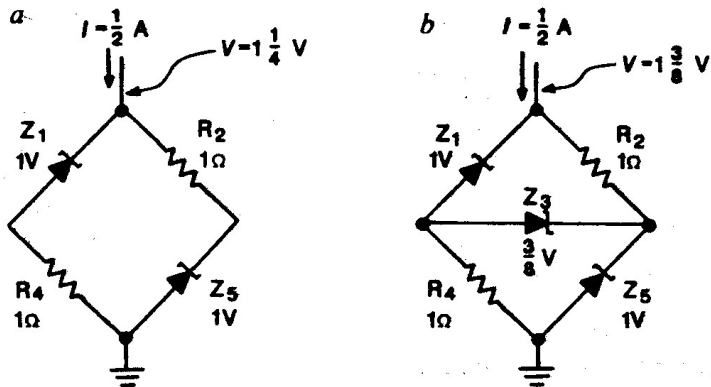 a
I = 1/2 A
V = 1 1/4 V
Z1
1V
R2
1Ω
R4
1Ω
Z5
1V
b
I = 1/2 A
V = 1 3/8 V
Z1
1V
R2
1Ω
Z3
3/8 V
R4
1Ω
Z5
1V